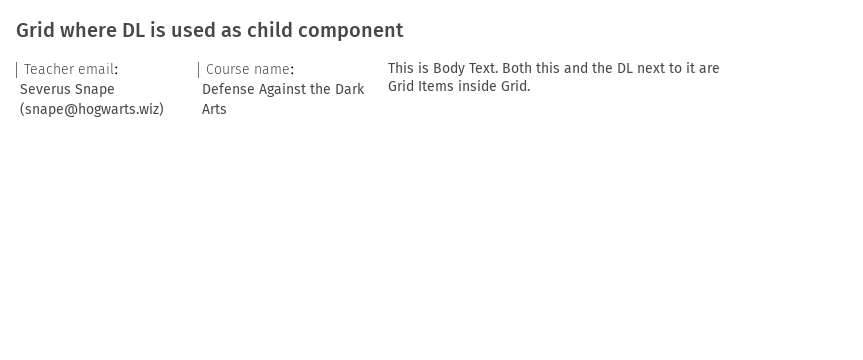 Grid where DL is used as child component
Teacher email:
Severus Snape
(snape@hogwarts.wiz)
Course name:
Defense Against the Dark
Arts
This is Body Text. Both this and the DL next to it are
Grid Items inside Grid.